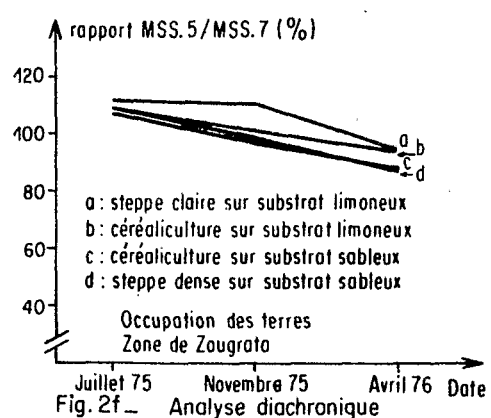 rapport MSS.5/MSS.7 (%)
120
100
80
60
40
a
b
c
d
a : steppe claire sur substrat limoneux
b : céréaliculture sur substrat limoneux
c : céréaliculture sur substrat sableux
d : steppe dense sur substrat sableux
Occupation des terres
Zone de Zougrata
Juillet 75 Novembre 75 Avril 76 Date
Fig. 2f_ Analyse diachronique